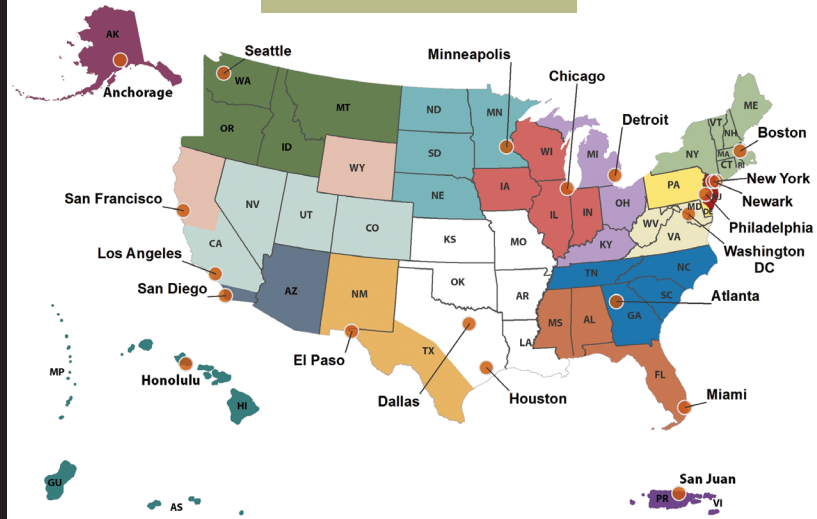 AK
Anchorage
Seattle
WA
OR
ID
MT
WY
ND
SD
NE
MN
Minneapolis
Chicago
WI
IA
IL
IN
MI
Detroit
OH
KY
ME
VT
NH
Boston
NY
MA
CT
RI
New York
Newark
NJ
PA
Philadelphia
MD
DE
Washington
DC
WV
VA
San Francisco
NV
UT
CO
CA
Los Angeles
San Diego
AZ
NM
KS
MO
OK
AR
LA
TN
NC
SC
Atlanta
GA
MS
AL
TX
El Paso
Dallas
Houston
FL
Miami
MP
Honolulu
HI
GU
AS
San Juan
PR
VI